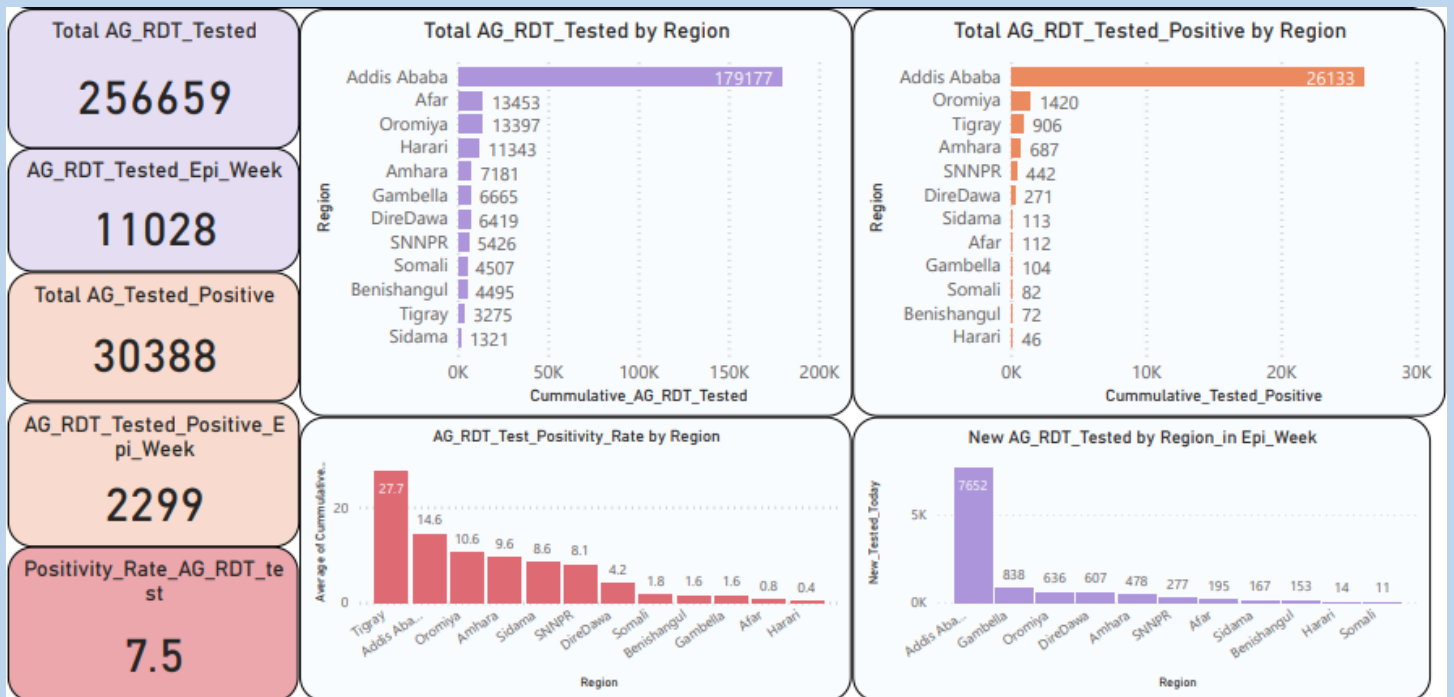 Total AG_RDT_Tested
256659
AG_RDT_Tested_Epi_Week
11028
Total AG_Tested_Positive
30388
AG_RDT_Tested_Positive_E
pi_Week
2299
Positivity_Rate_AG_RDT_te
st
7.5
Total AG_RDT_Tested by Region
Region
Addis Ababa 179177
Afar 13453
Oromiya 13397
Harari 11343
Amhara 7181
Gambella 6665
DireDawa 6419
SNNPR 5426
Somali 4507
Benishangul 4495
Tigray 3275
Sidama 1321
0K 50K 100K 150K 200K
Cummulative_AG_RDT_Tested
Total AG_RDT_Tested_Positive by Region
Region
Addis Ababa 26133
Oromiya 1420
Tigray 906
Amhara 687
SNNPR 442
DireDawa 271
Sidama 113
Afar 112
Gambella 104
Somali 82
Benishangul 72
Harari 46
0K 10K 20K 30K
Cummulative_Tested_Positive
AG_RDT_Test_Positivity_Rate by Region
Average of Cummulative...
20
0
27.7 14.6 10.6 9.6 8.6 8.1 4.2 1.8 1.6 1.6 0.8 0.4
Tigray Addis Aba... Oromiya Amhara Sidama SNNPR DireDawa Somali Benishangul Gambella Afar Harari
Region
New AG_RDT_Tested by Region_in Epi_Week
New_Tested_Today
5K
0K
7652 838 636 607 478 277 195 167 153 14 11
Addis Aba... Gambella Oromiya DireDawa Amhara SNNPR Afar Sidama Benishangul Harari Somali
Region